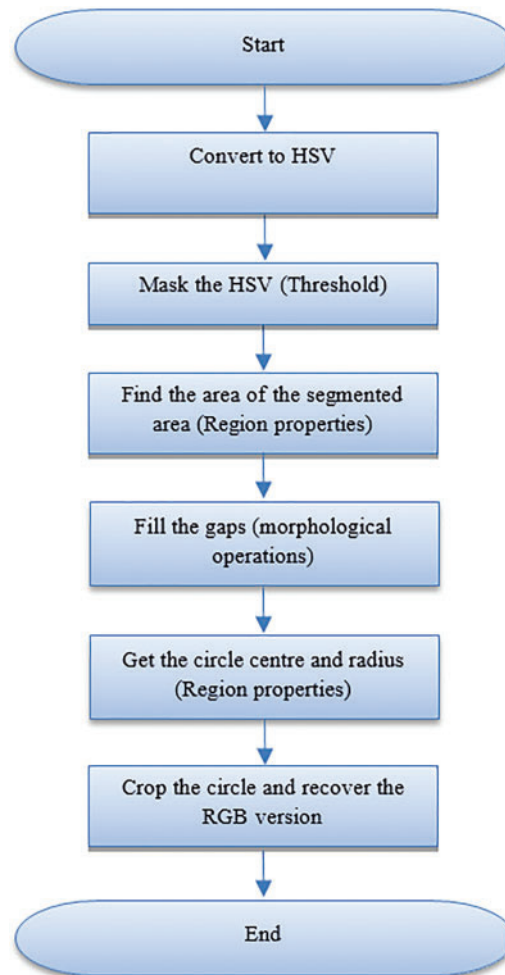 Start
Convert to HSV
Mask the HSV (Threshold)
Find the area of the segmented
area (Region properties)
Fill the gaps (morphological
operations)
Get the circle centre and radius
(Region properties)
Crop the circle and recover the
RGB version
End